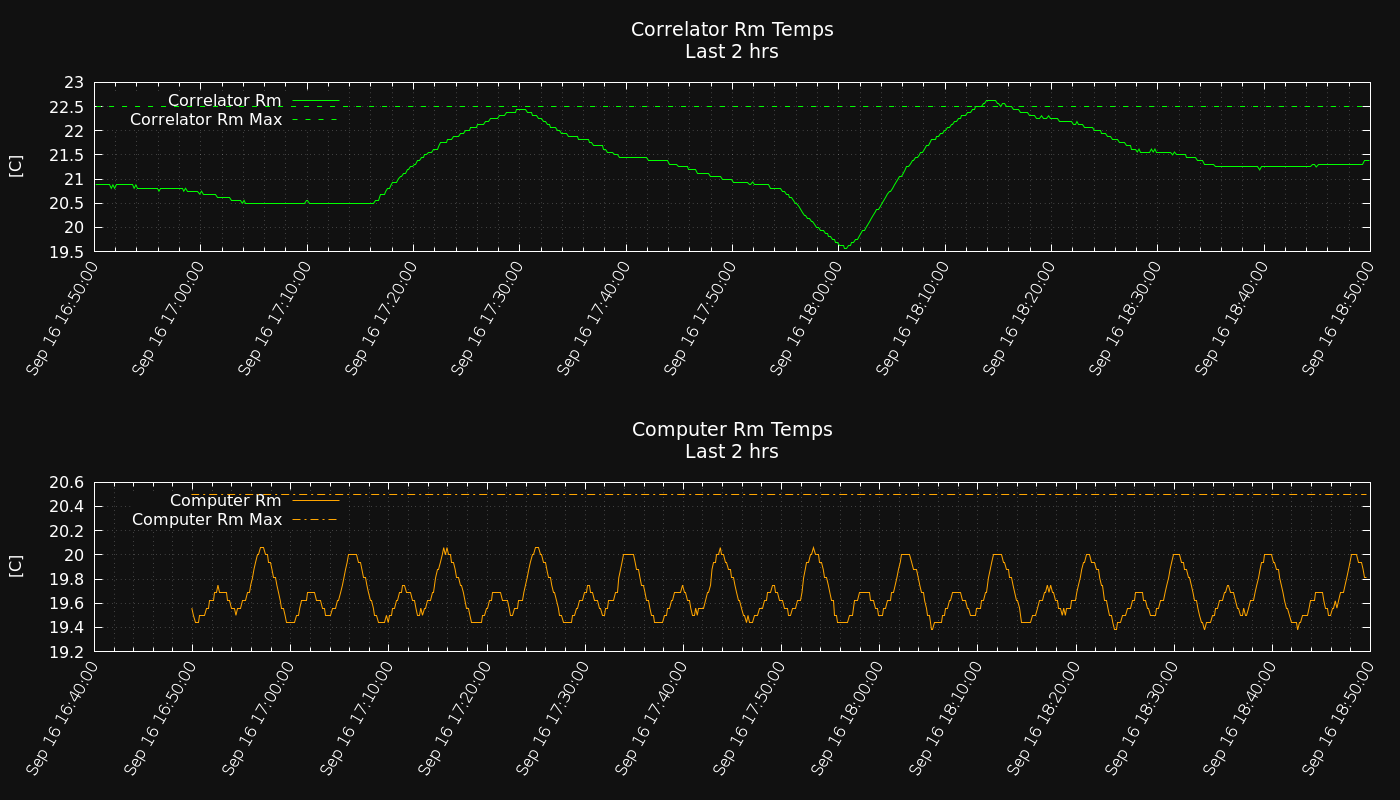 Correlator Rm Temps
Last 2 hrs
[C]
23
22.5
22
21.5
21
20.5
20
19.5
Correlator Rm
Correlator Rm Max
Sep 16 16:50:00
Sep 16 17:00:00
Sep 16 17:10:00
Sep 16 17:20:00
Sep 16 17:30:00
Sep 16 17:40:00
Sep 16 17:50:00
Sep 16 18:00:00
Sep 16 18:10:00
Sep 16 18:20:00
Sep 16 18:30:00
Sep 16 18:40:00
Sep 16 18:50:00
Computer Rm Temps
Last 2 hrs
[C]
20.6
20.4
20.2
20
19.8
19.6
19.4
19.2
Computer Rm
Computer Rm Max
Sep 16 16:40:00
Sep 16 16:50:00
Sep 16 17:00:00
Sep 16 17:10:00
Sep 16 17:20:00
Sep 16 17:30:00
Sep 16 17:40:00
Sep 16 17:50:00
Sep 16 18:00:00
Sep 16 18:10:00
Sep 16 18:20:00
Sep 16 18:30:00
Sep 16 18:40:00
Sep 16 18:50:00